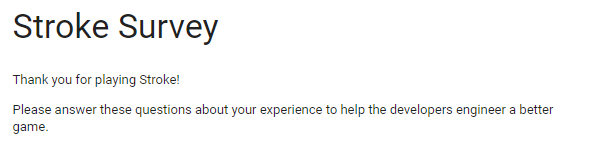 Stroke Survey
Thank you for playing Stroke!
Please answer these questions about your experience to help the developers engineer a better
game.